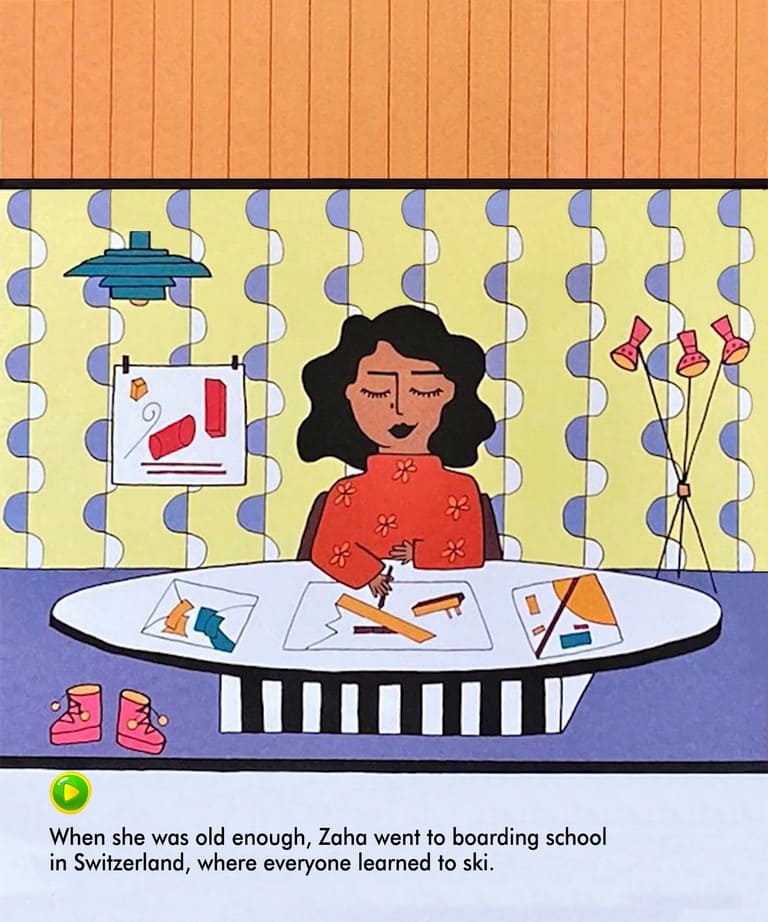 When she was old enough, Zaha went to boarding school
in Switzerland, where everyone learned to ski.